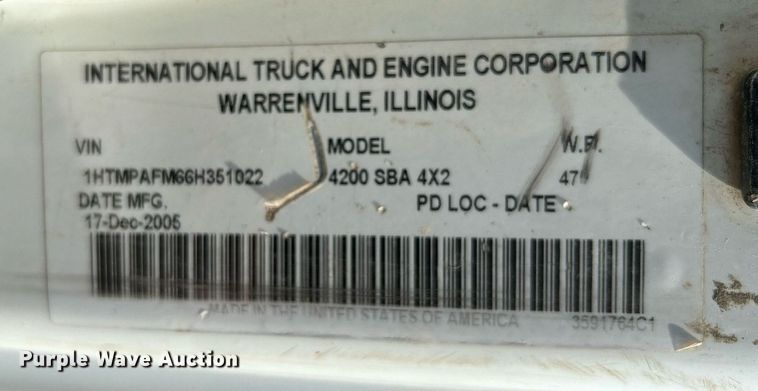 INTERNATIONAL TRUCK AND ENGINE CORPORATION
WARRENVILLE, ILLINOIS
VIN MODEL
1HTMPAFM66H351022 4200 SBA 4X2
DATE MFG. PD LOC - DATE
17-Dec-2005
MADE IN THE UNITED STATES OF AMERICA 3591764C1
Purple Wave Auction